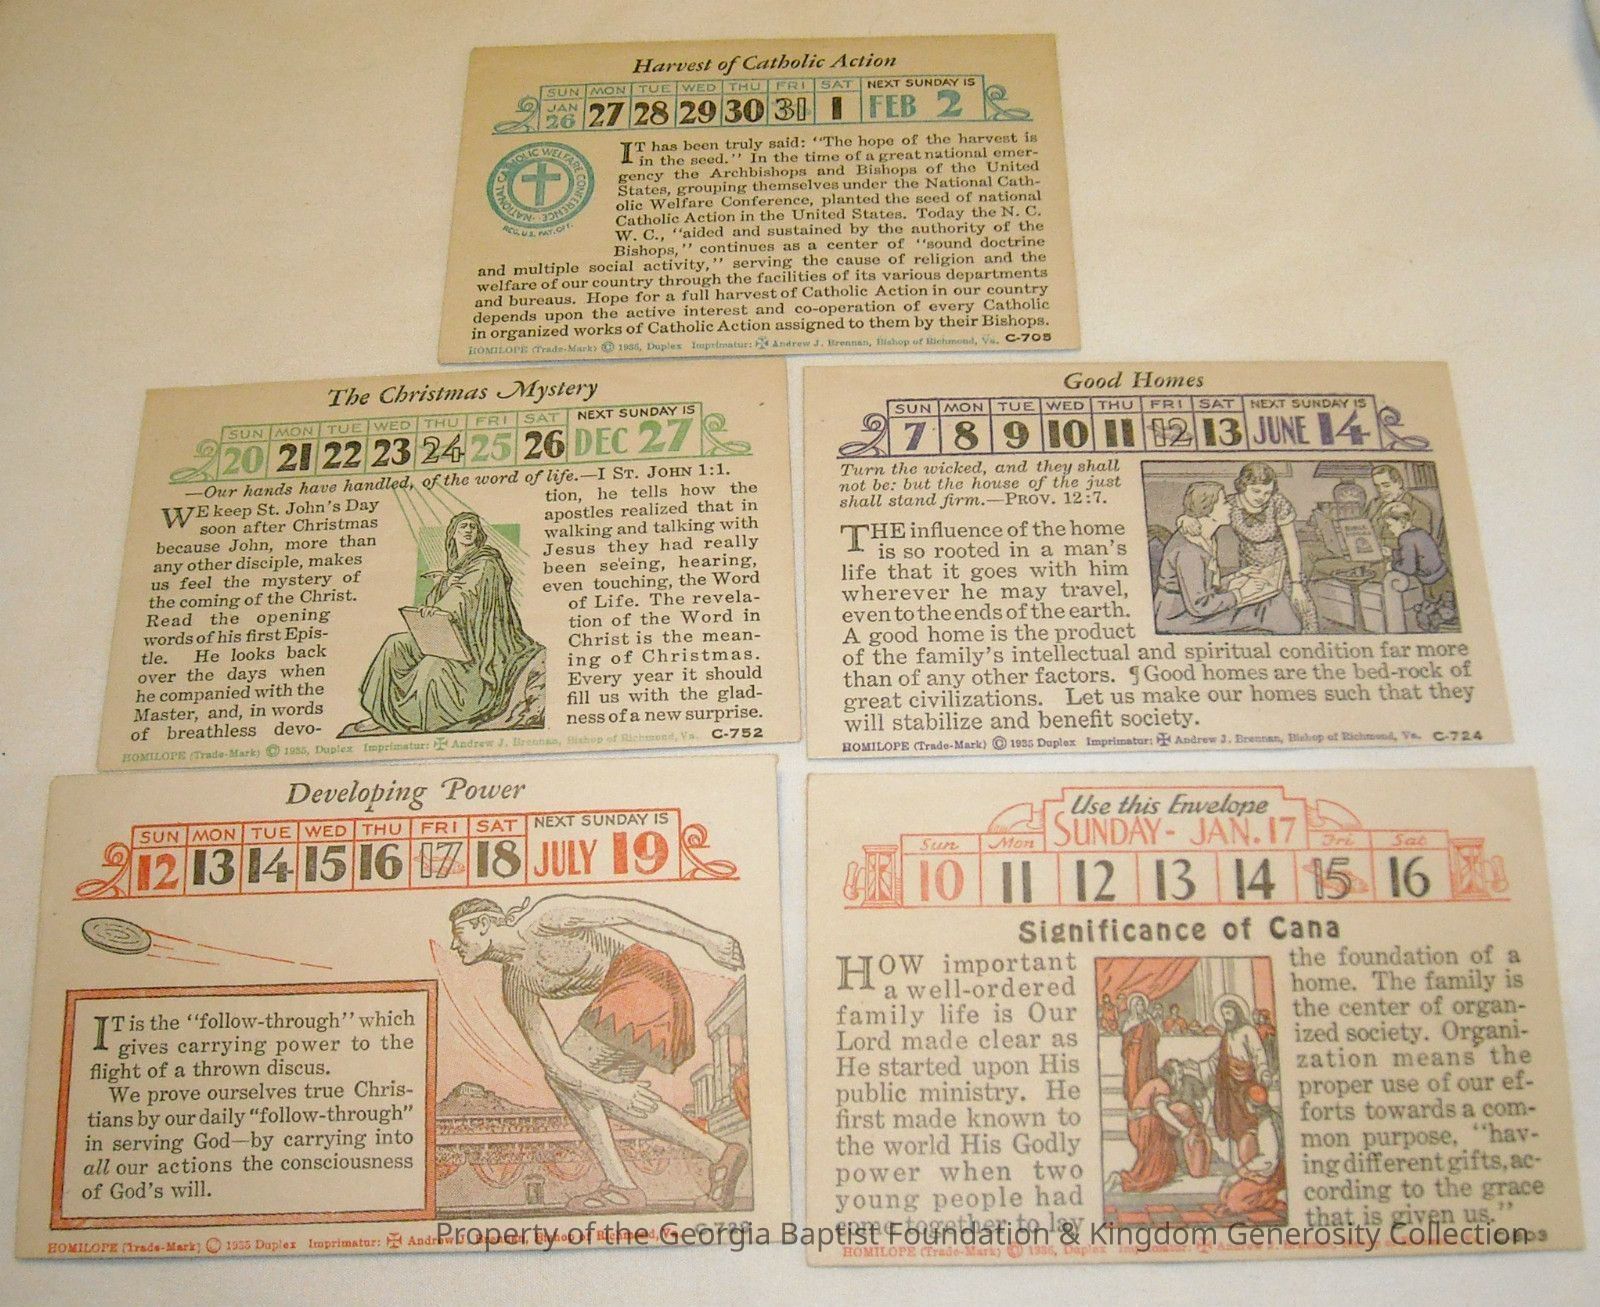 Harvest of Catholic Action
SUN MON TUE WED THU FRI SAT NEXT SUNDAY IS
JAN 26 27 28 29 30 31 1 FEB 2
NATIONAL CATHOLIC WELFARE CONFERENCE
REG. U.S. PAT. OFF.
IT has been truly said: "The hope of the harvest is
in the seed." In the time of a great national emer-
gency the Archbishops and Bishops of the United
States, grouping themselves under the National Cath-
olic Welfare Conference, planted the seed of national
Catholic Action in the United States. Today the N. C.
W. C., "aided and sustained by the authority of the
Bishops," continues as a center of "sound doctrine
and multiple social activity," serving the cause of religion and the
welfare of our country through the facilities of its various departments
and bureaus. Hope for a full harvest of Catholic Action in our country
depends upon the active interest and co-operation of every Catholic
in organized works of Catholic Action assigned to them by their Bishops.
HOMILOPE (Trade-Mark) © 1935, Duplex Imprimatur: ✠ Andrew J. Brennan, Bishop of Richmond, Va. C-705
The Christmas Mystery
SUN MON TUE WED THU FRI SAT NEXT SUNDAY IS
20 21 22 23 24 25 26 DEC 27
—Our hands have handled, of the word of life.—I ST. JOHN 1:1.
WE keep St. John's Day
soon after Christmas
because John, more than
any other disciple, makes
us feel the mystery of
the coming of the Christ.
Read the opening
words of his first Epis-
tle. He looks back
over the days when
he companied with the
Master, and, in words
of breathless devo-
tion, he tells how the
apostles realized that in
walking and talking with
Jesus they had really
been seeing, hearing,
even touching, the Word
of Life. The revela-
tion of the Word in
Christ is the mean-
ing of Christmas.
Every year it should
fill us with the glad-
ness of a new surprise.
HOMILOPE (Trade-Mark) © 1935, Duplex Imprimatur: ✠ Andrew J. Brennan, Bishop of Richmond, Va. C-752
Good Homes
SUN MON TUE WED THU FRI SAT NEXT SUNDAY IS
7 8 9 10 11 12 13 JUNE 14
Turn the wicked, and they shall
not be: but the house of the just
shall stand firm.—PROV. 12:7.
THE influence of the home
is so rooted in a man's
life that it goes with him
wherever he may travel,
even to the ends of the earth.
A good home is the product
of the family's intellectual and spiritual condition far more
than of any other factors. ¶Good homes are the bed-rock of
great civilizations. Let us make our homes such that they
will stabilize and benefit society.
HOMILOPE (Trade-Mark) © 1935 Duplex Imprimatur: ✠ Andrew J. Brennan, Bishop of Richmond, Va. C-724
Developing Power
SUN MON TUE WED THU FRI SAT NEXT SUNDAY IS
12 13 14 15 16 17 18 JULY 19
IT is the "follow-through" which
gives carrying power to the
flight of a thrown discus.
We prove ourselves true Chris-
tians by our daily "follow-through"
in serving God—by carrying into
all our actions the consciousness
of God's will.
HOMILOPE (Trade-Mark) © 1935 Duplex Imprimatur: ✠ Andrew J. Brennan, Bishop of Richmond, Va.
Use this Envelope
SUNDAY - JAN. 17
Sun Mon Fri Sat
10 11 12 13 14 15 16
Significance of Cana
HOW important
a well-ordered
family life is Our
Lord made clear as
He started upon His
public ministry. He
first made known to
the world His Godly
power when two
young people had
come together to lay
the foundation of a
home. The family is
the center of organ-
ized society. Organi-
zation means the
proper use of our ef-
forts towards a com-
mon purpose, "hav-
ing different gifts, ac-
cording to the grace
that is given us."
HOMILOPE (Trade-Mark) © 1936, Duplex Imprimatur: ✠ Andrew J. Brennan, Bishop of
Property of the Georgia Baptist Foundation & Kingdom Generosity Collection